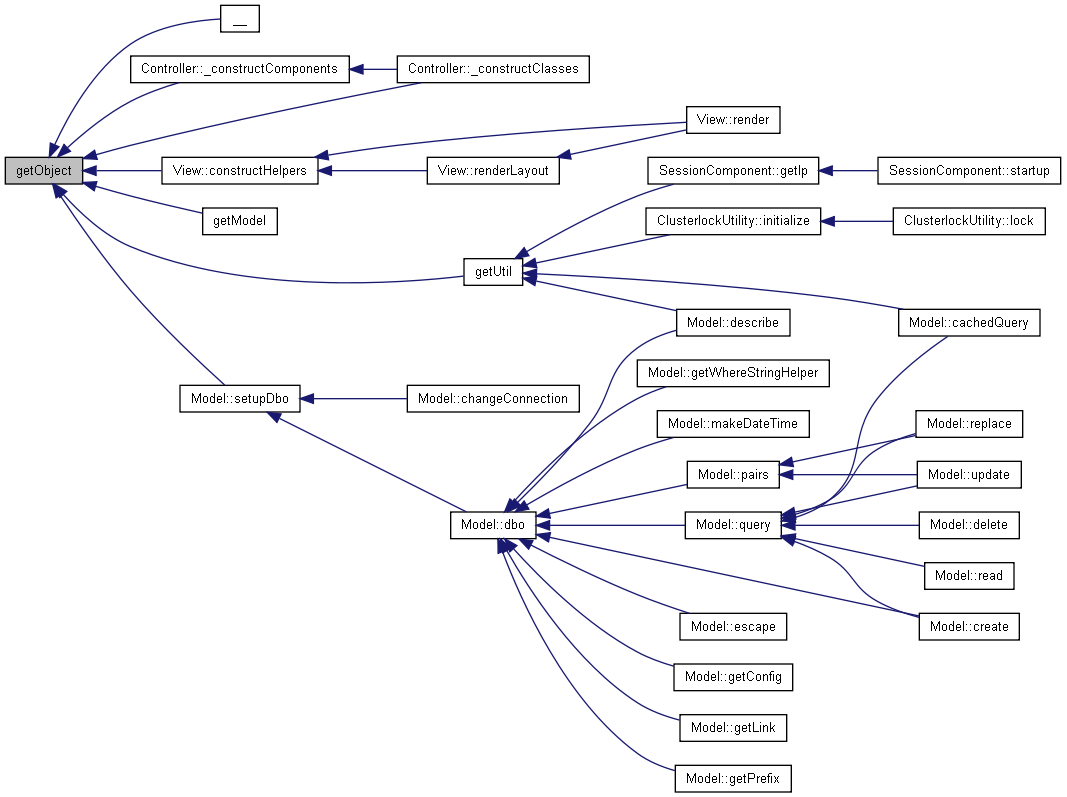 __
Controller::_constructComponents
Controller::_constructClasses
View::render
getObject
View::constructHelpers
View::renderLayout
SessionComponent::getIp
SessionComponent::startup
getModel
ClusterlockUtility::initialize
ClusterlockUtility::lock
getUtil
Model::describe
Model::cachedQuery
Model::getWhereStringHelper
Model::setupDbo
Model::changeConnection
Model::makeDateTime
Model::replace
Model::pairs
Model::update
Model::dbo
Model::query
Model::delete
Model::read
Model::escape
Model::create
Model::getConfig
Model::getLink
Model::getPrefix